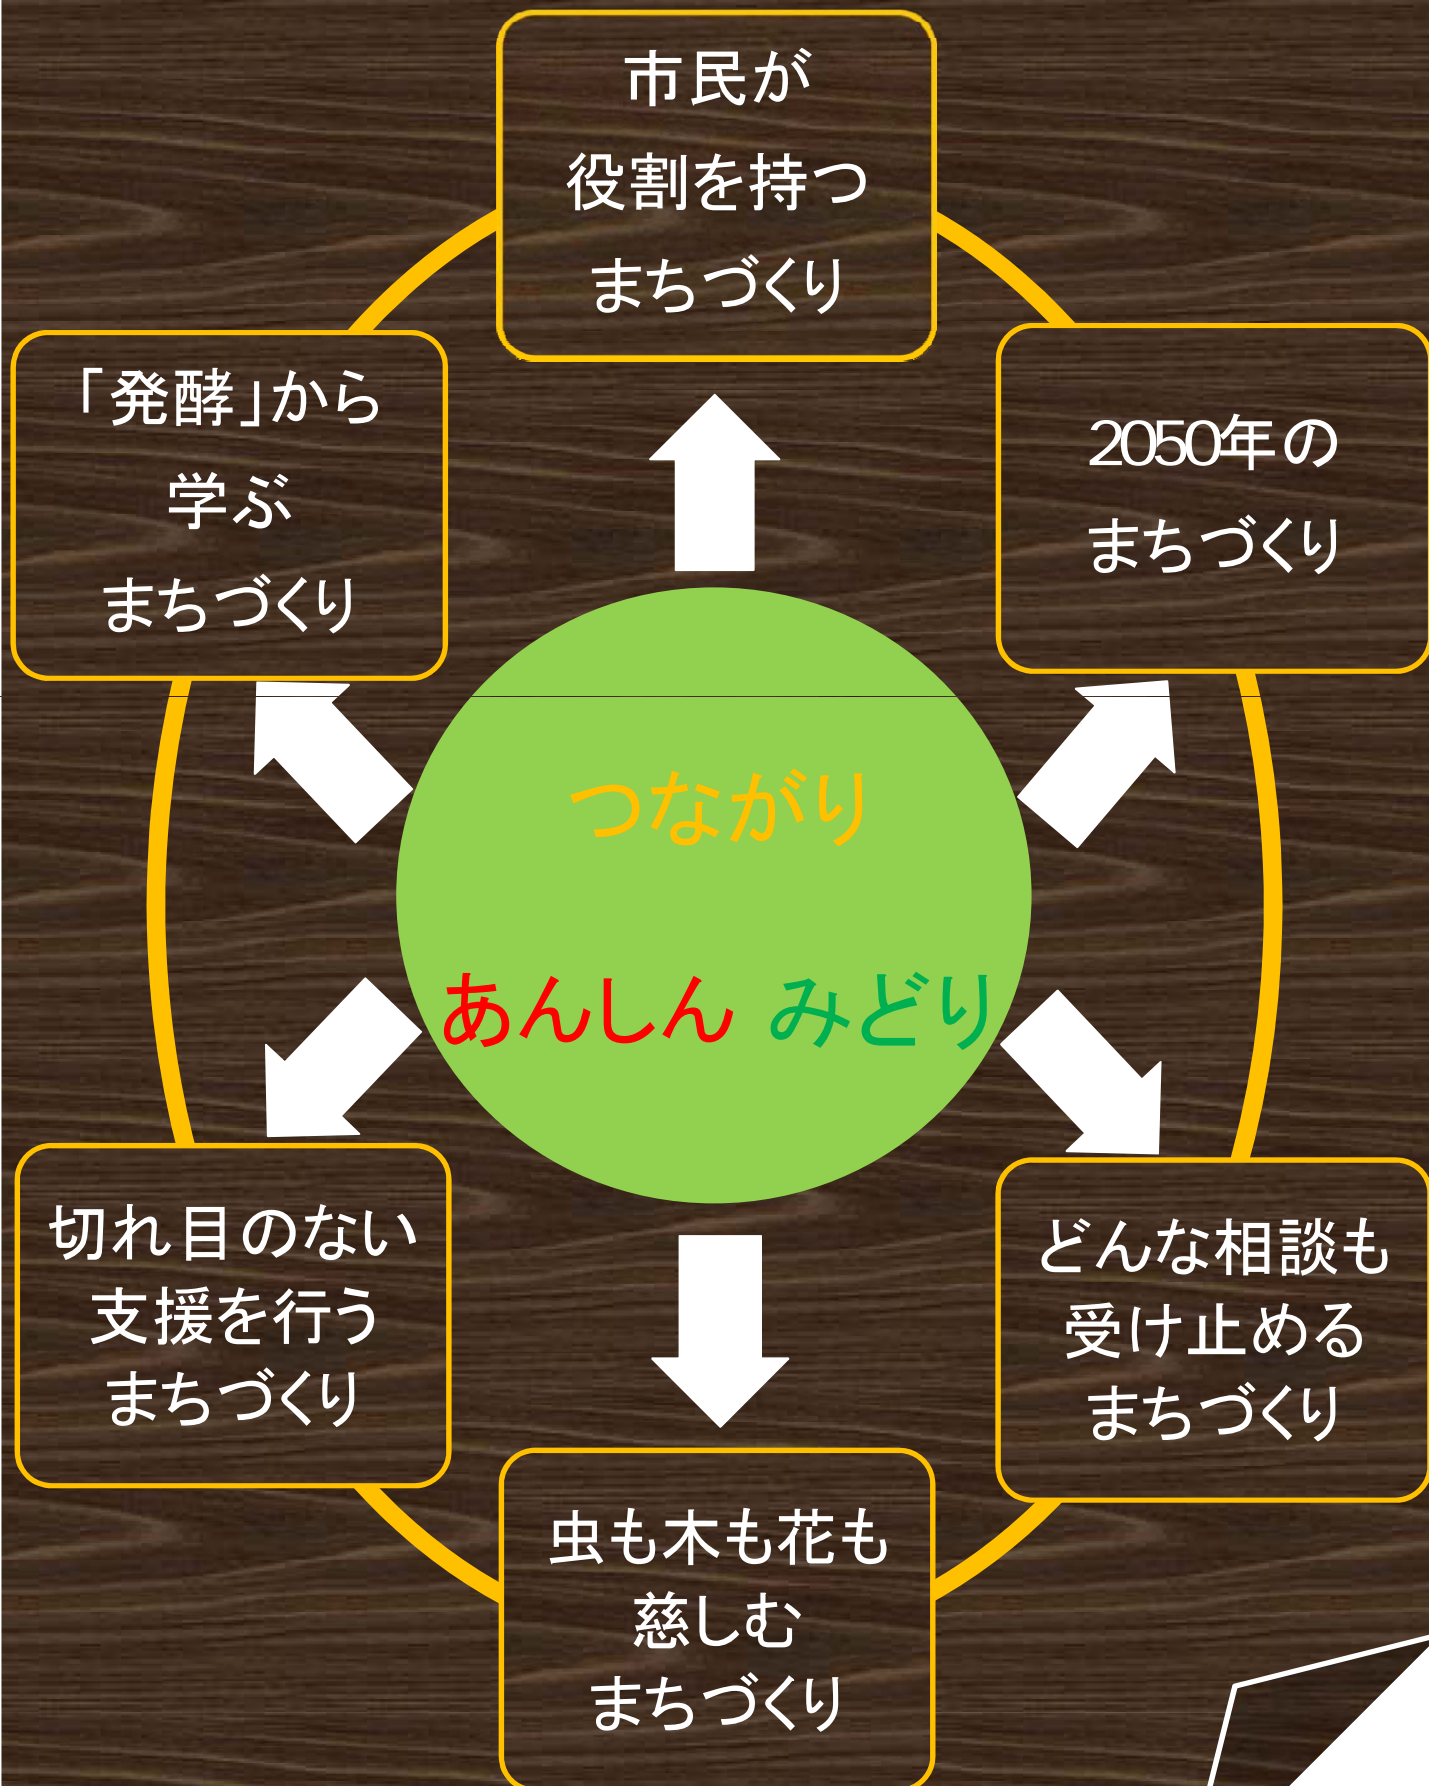 市民が
役割を持つ
まちづくり
「発酵」から
学ぶ
まちづくり
2050年の
まちづくり
つながり
あんしん みどり
切れ目のない
支援を行う
まちづくり
どんな相談も
受け止める
まちづくり
虫も木も花も
慈しむ
まちづくり